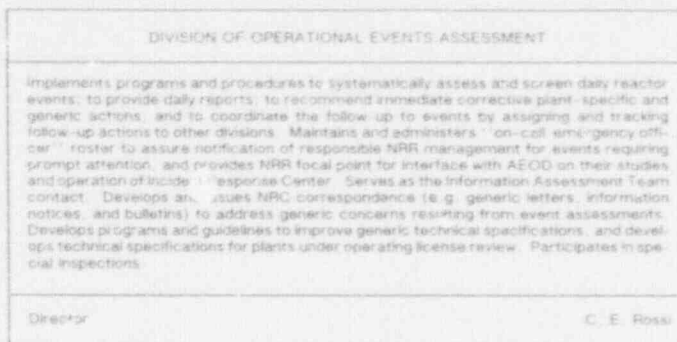 DIVISION OF OPERATIONAL EVENTS ASSESSMENT
Implements programs and procedures to systematically assess and screen daily reactor
events, to provide daily reports, to recommend immediate corrective plant-specific and
generic actions, and to coordinate the follow-up to events by assigning and tracking
follow-up actions to other divisions. Maintains and administers "on-call emergency offi-
cer" roster to assure notification of responsible NRR management for events requiring
prompt attention, and provides NRR focal point for interface with AEOD on their studies
and operation of Response Center. Serves as the Information Assessment Team
contact. Develops NRC correspondence (e.g. generic letters, information
notices, and bulletins) to address generic concerns resulting from event assessments.
Develops programs and guidelines to improve generic technical specifications, and devel-
ops technical specifications for plants under operating license review. Participates in spe-
cial inspections.
Director C. E. Rossi